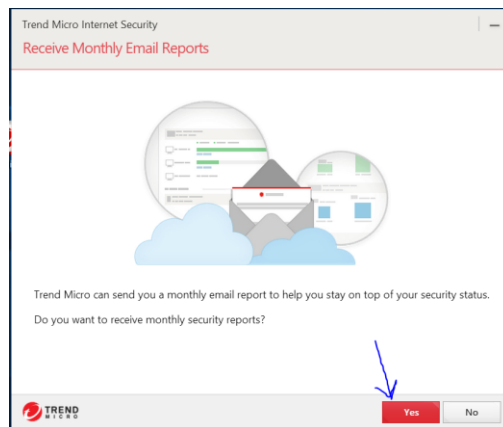 Trend Micro Internet Security
Receive Monthly Email Reports
Trend Micro can send you a monthly email report to help you stay on top of your security status.
Do you want to receive monthly security reports?
TREND
MICRO
Yes
No